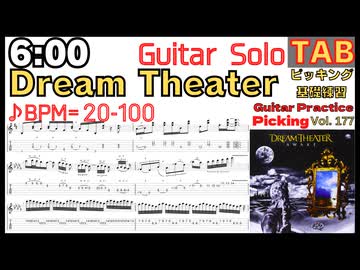 6:00 Guitar Solo TAB
Dream Theater
ピッキング
基礎練習
♪BPM=20-100
Guitar Practice
Picking Vol. 177
DREAM THEATER
AWAKE